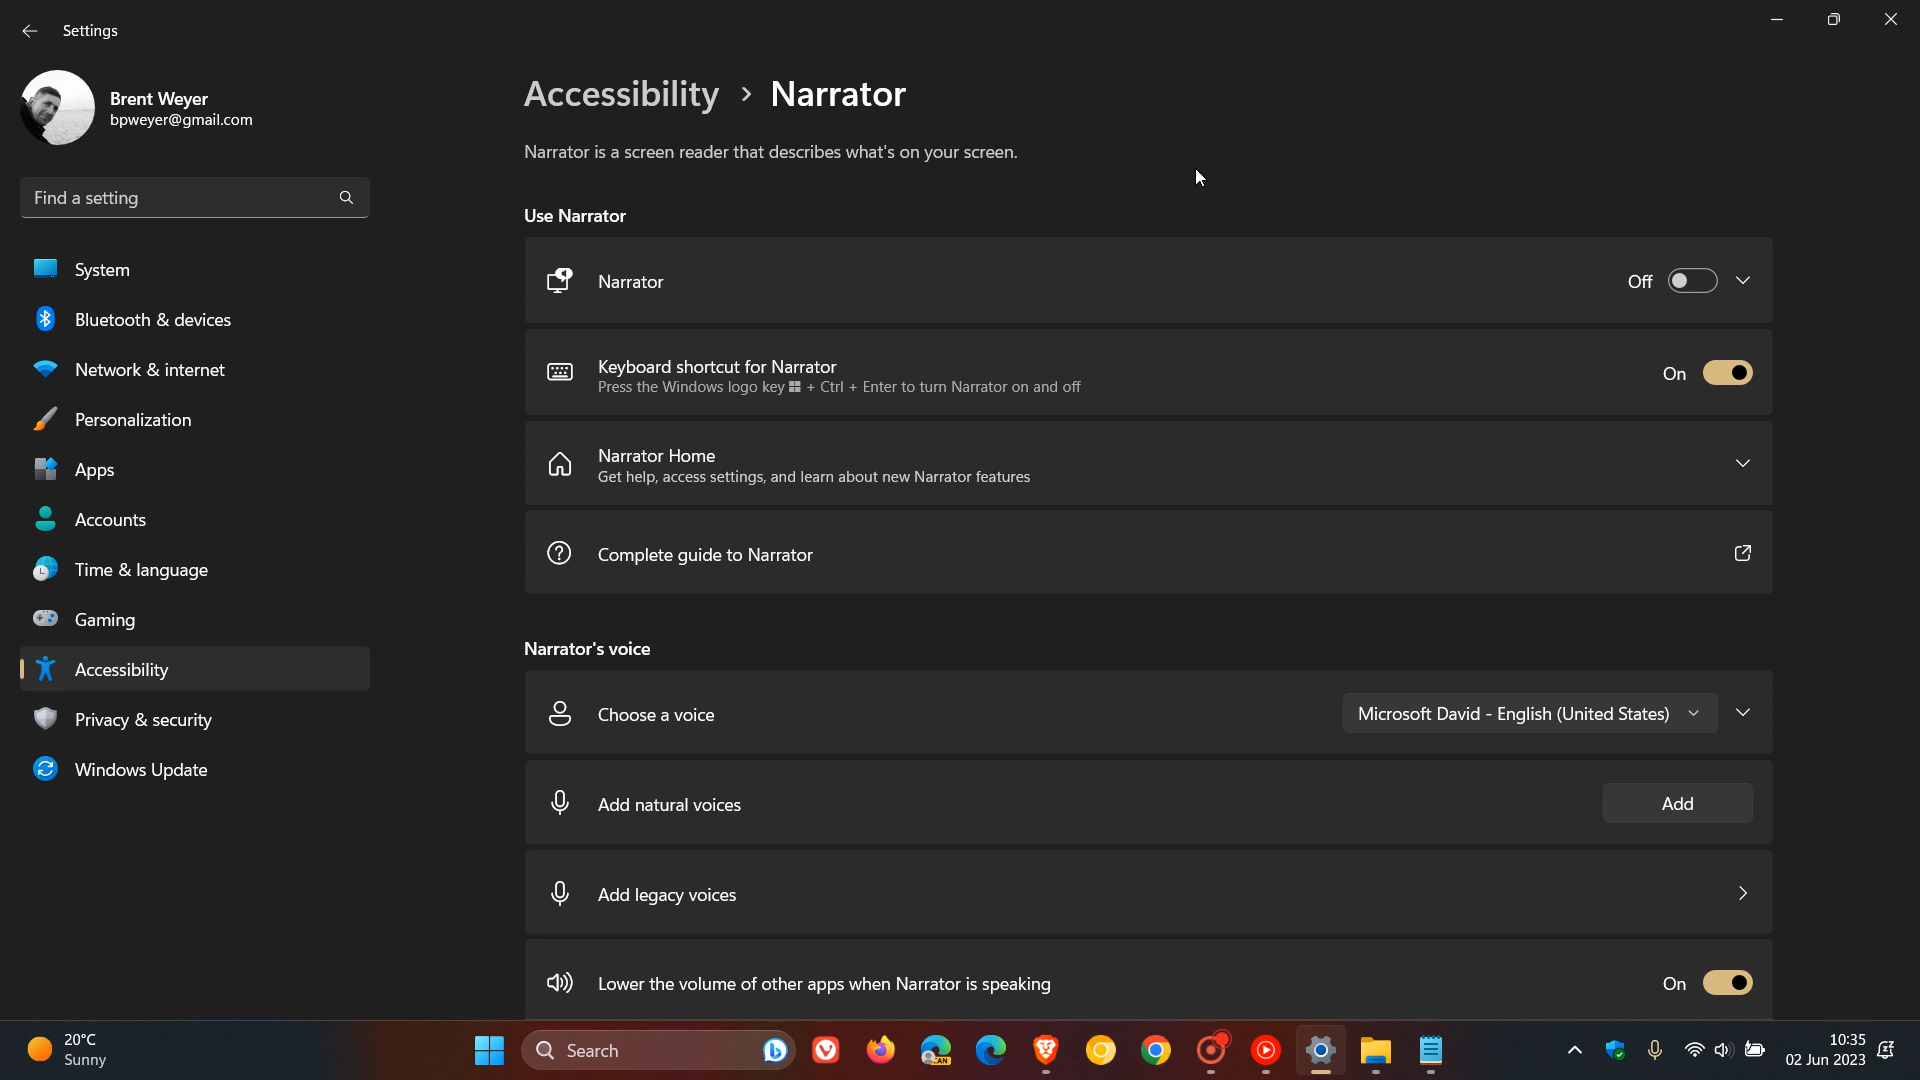 Settings
Brent Weyer
bpweyer@gmail.com
Find a setting
System
Bluetooth & devices
Network & internet
Personalization
Apps
Accounts
Time & language
Gaming
Accessibility
Privacy & security
Windows Update
Accessibility > Narrator
Narrator is a screen reader that describes what's on your screen.
Use Narrator
Narrator
Off
Keyboard shortcut for Narrator
Press the Windows logo key + Ctrl + Enter to turn Narrator on and off
On
Narrator Home
Get help, access settings, and learn about new Narrator features
Complete guide to Narrator
Narrator's voice
Choose a voice
Microsoft David - English (United States)
Add natural voices
Add
Add legacy voices
Lower the volume of other apps when Narrator is speaking
On
20°C
Sunny
Search
CAN
10:35
02 Jun 2023